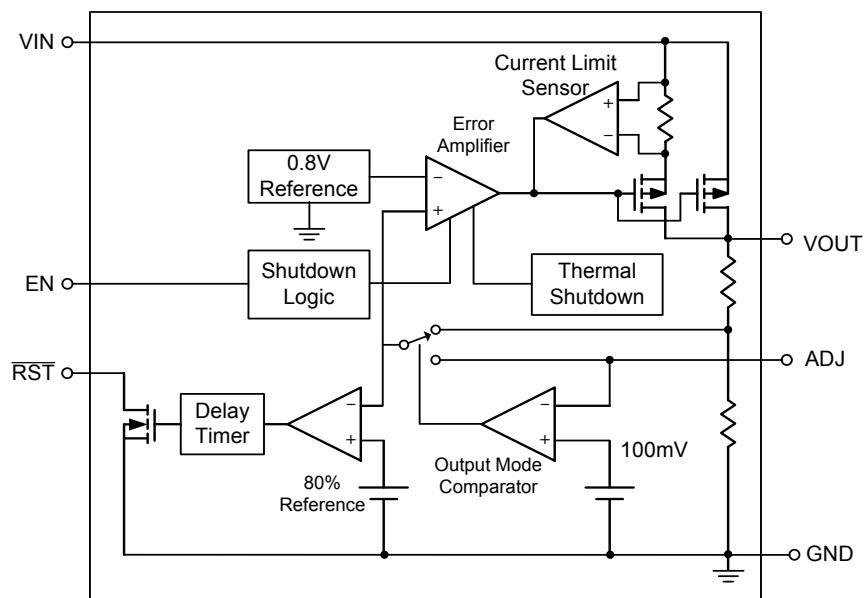 VIN
Current Limit
Sensor
+
−
Error
Amplifier
0.8V
Reference
−
+
VOUT
EN
Shutdown
Logic
Thermal
Shutdown
ADJ
RST
Delay
Timer
−
+
−
+
100mV
80%
Reference
Output Mode
Comparator
GND